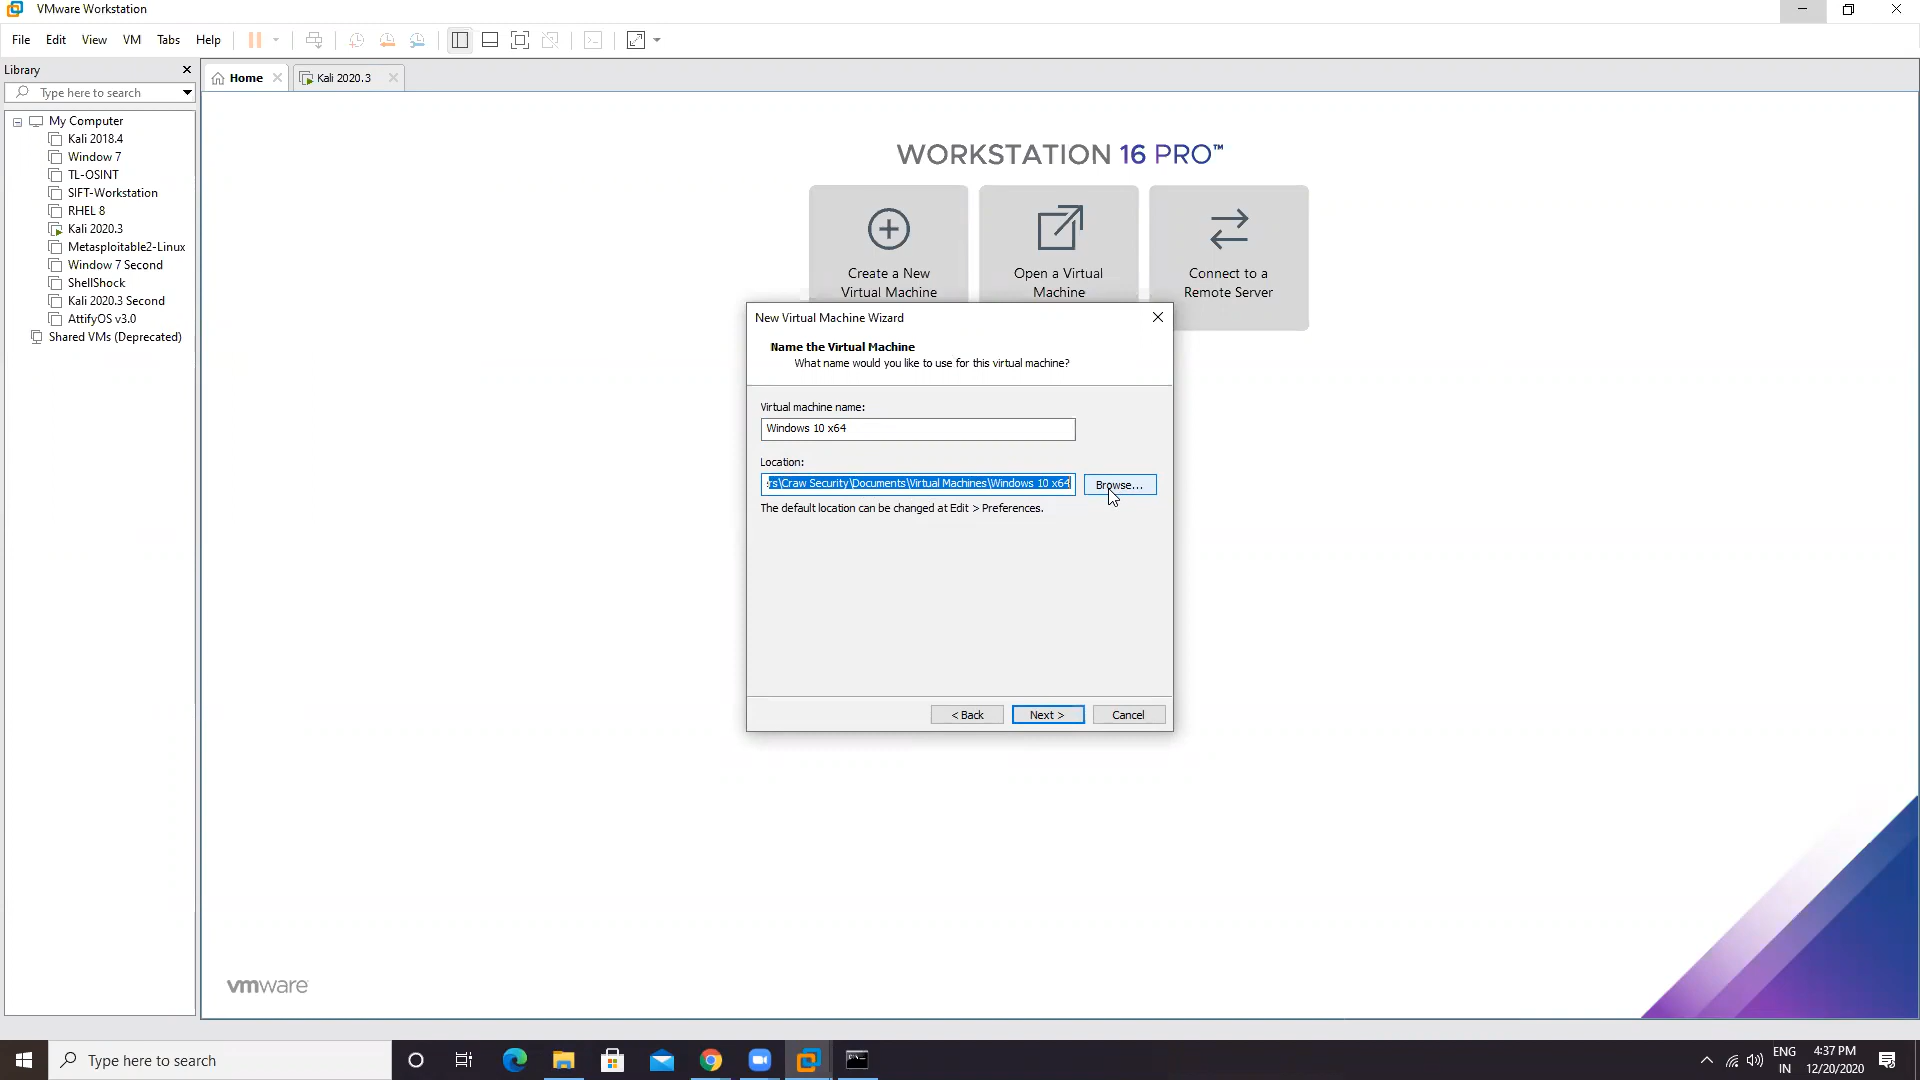 VMware Workstation
File Edit View VM Tabs Help
Library
Type here to search
Home
Kali 2020.3
My Computer
Kali 2018.4
Window 7
TL-OSINT
SIFT-Workstation
RHEL 8
Kali 2020.3
Metasploitable2-Linux
Window 7 Second
ShellShock
Kali 2020.3 Second
AttifyOS v3.0
Shared VMs (Deprecated)
WORKSTATION 16 PRO™
Create a New
Virtual Machine
Open a Virtual
Machine
Connect to a
Remote Server
New Virtual Machine Wizard
Name the Virtual Machine
What name would you like to use for this virtual machine?
Virtual machine name:
Windows 10 x64
Location:
rs\Craw Security\Documents\Virtual Machines\Windows 10 x64
Browse...
The default location can be changed at Edit > Preferences.
< Back
Next >
Cancel
vmware
Type here to search
ENG
IN
4:37 PM
12/20/2020